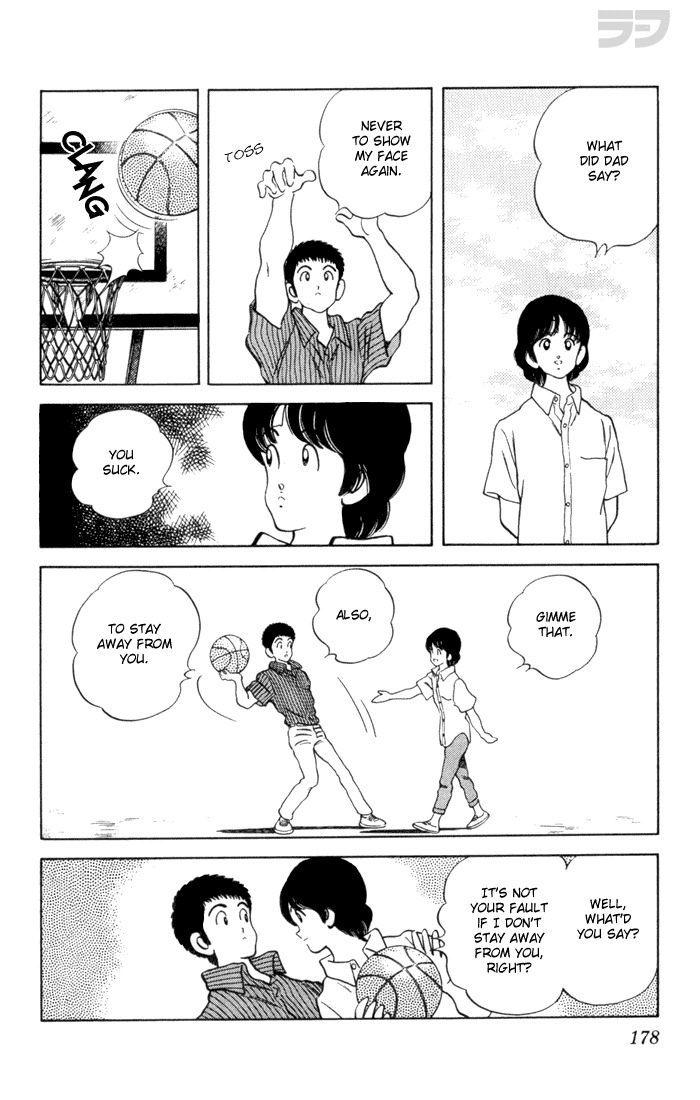 ラフ
WHAT
DID DAD
SAY?
NEVER
TO SHOW
MY FACE
AGAIN.
TOSS
CLANG
YOU
SUCK.
GIMME
THAT.
ALSO,
TO STAY
AWAY FROM
YOU.
WELL,
WHAT'D
YOU SAY?
IT'S NOT
YOUR FAULT
IF I DON'T
STAY AWAY
FROM YOU,
RIGHT?
178